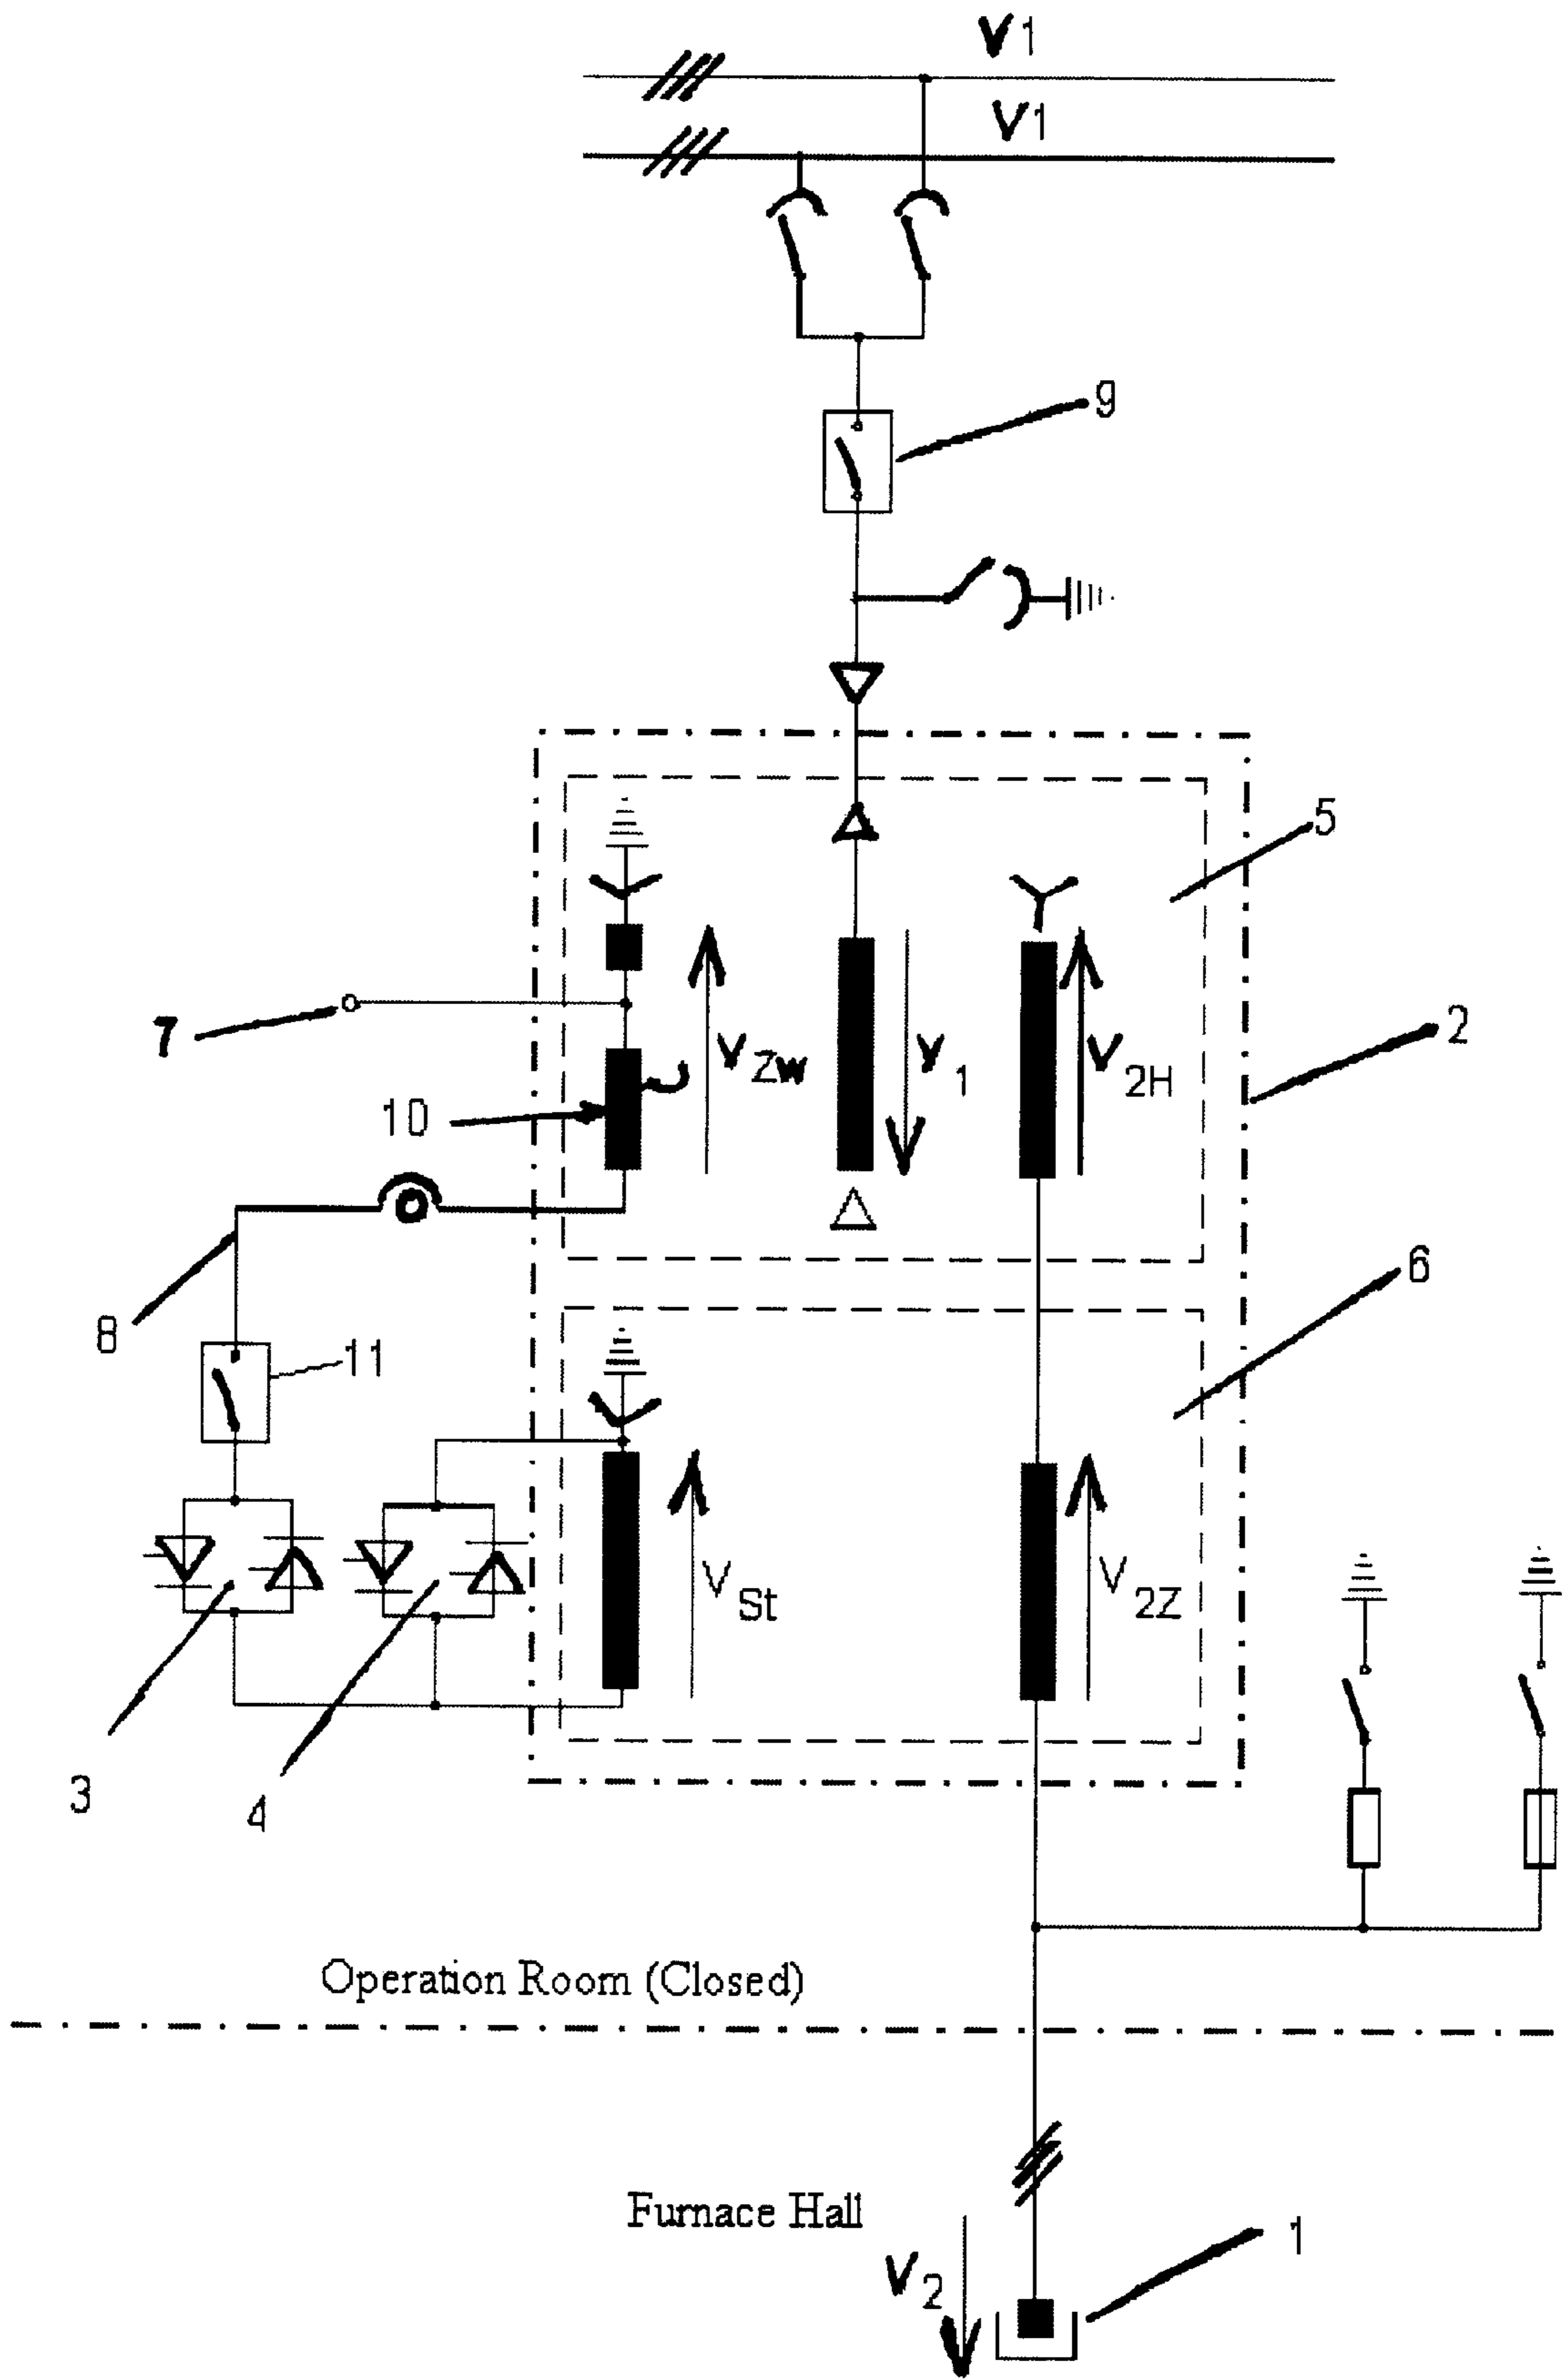 V1
V1
9
5
2
7
VZw
V1
V2H
10
6
8
11
VSt
V2Z
3
4
Operation Room (Closed)
Furnace Hall
1
V2